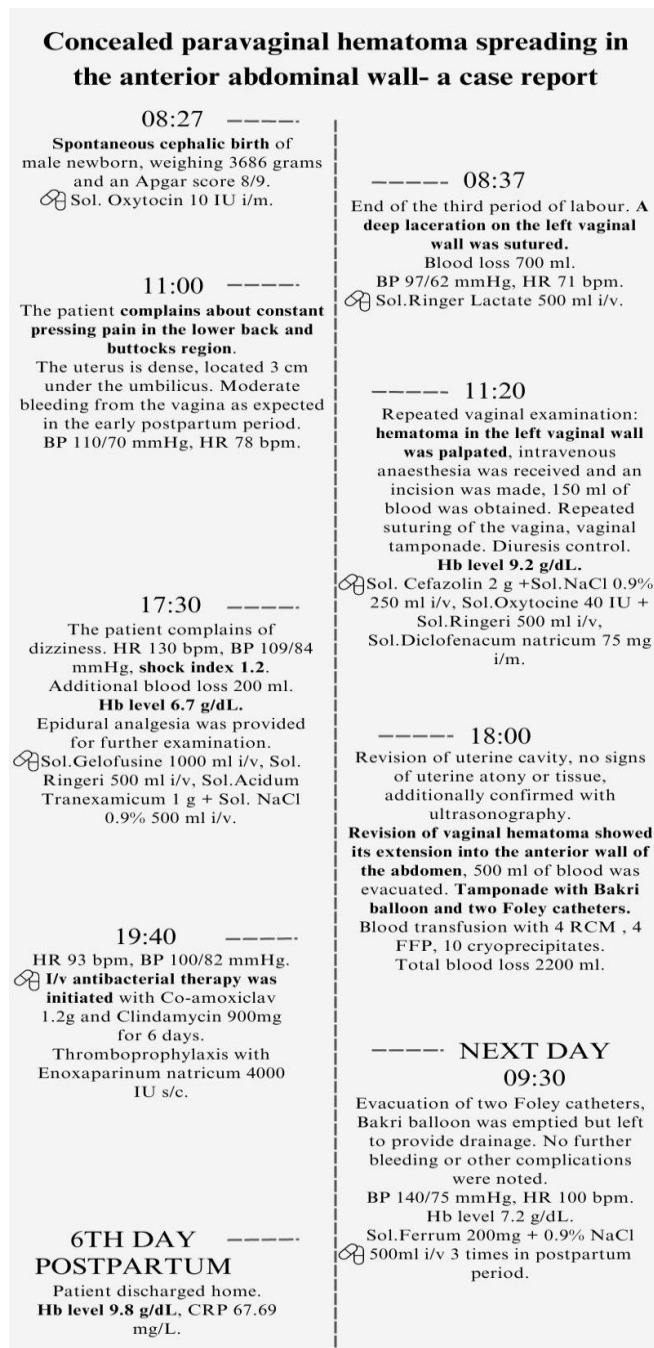 Concealed paravaginal hematoma spreading in
the anterior abdominal wall- a case report
08:27
Spontaneous cephalic birth of
male newborn, weighing 3686 grams
and an Apgar score 8/9.
Sol. Oxytocin 10 IU i/m.
08:37
End of the third period of labour. A
deep laceration on the left vaginal
wall was sutured.
Blood loss 700 ml.
BP 97/62 mmHg, HR 71 bpm.
Sol.Ringer Lactate 500 ml i/v.
11:00
The patient complains about constant
pressing pain in the lower back and
buttocks region.
The uterus is dense, located 3 cm
under the umbilicus. Moderate
bleeding from the vagina as expected
in the early postpartum period.
BP 110/70 mmHg, HR 78 bpm.
11:20
Repeated vaginal examination:
hematoma in the left vaginal wall
was palpated, intravenous
anaesthesia was received and an
incision was made, 150 ml of
blood was obtained. Repeated
suturing of the vagina, vaginal
tamponade. Diuresis control.
Hb level 9.2 g/dL.
Sol. Cefazolin 2 g +Sol.NaCl 0.9%
250 ml i/v, Sol.Oxytocine 40 IU +
Sol.Ringeri 500 ml i/v,
Sol.Diclofenacum natricum 75 mg
i/m.
17:30
The patient complains of
dizziness. HR 130 bpm, BP 109/84
mmHg, shock index 1.2.
Additional blood loss 200 ml.
Hb level 6.7 g/dL.
Epidural analgesia was provided
for further examination.
Sol.Gelofusine 1000 ml i/v, Sol.
Ringeri 500 ml i/v, Sol.Acidum
Tranexamicum 1 g + Sol. NaCl
0.9% 500 ml i/v.
18:00
Revision of uterine cavity, no signs
of uterine atony or tissue,
additionally confirmed with
ultrasonography.
Revision of vaginal hematoma showed
its extension into the anterior wall of
the abdomen, 500 ml of blood was
evacuated. Tamponade with Bakri
balloon and two Foley catheters.
Blood transfusion with 4 RCM , 4
FFP, 10 cryoprecipitates.
Total blood loss 2200 ml.
19:40
HR 93 bpm, BP 100/82 mmHg.
I/v antibacterial therapy was
initiated with Co-amoxiclav
1.2g and Clindamycin 900mg
for 6 days.
Thromboprophylaxis with
Enoxaparinum natricum 4000
IU s/c.
NEXT DAY
09:30
Evacuation of two Foley catheters,
Bakri balloon was emptied but left
to provide drainage. No further
bleeding or other complications
were noted.
BP 140/75 mmHg, HR 100 bpm.
Hb level 7.2 g/dL.
Sol.Ferrum 200mg + 0.9% NaCl
500ml i/v 3 times in postpartum
period.
6TH DAY
POSTPARTUM
Patient discharged home.
Hb level 9.8 g/dL, CRP 67.69
mg/L.